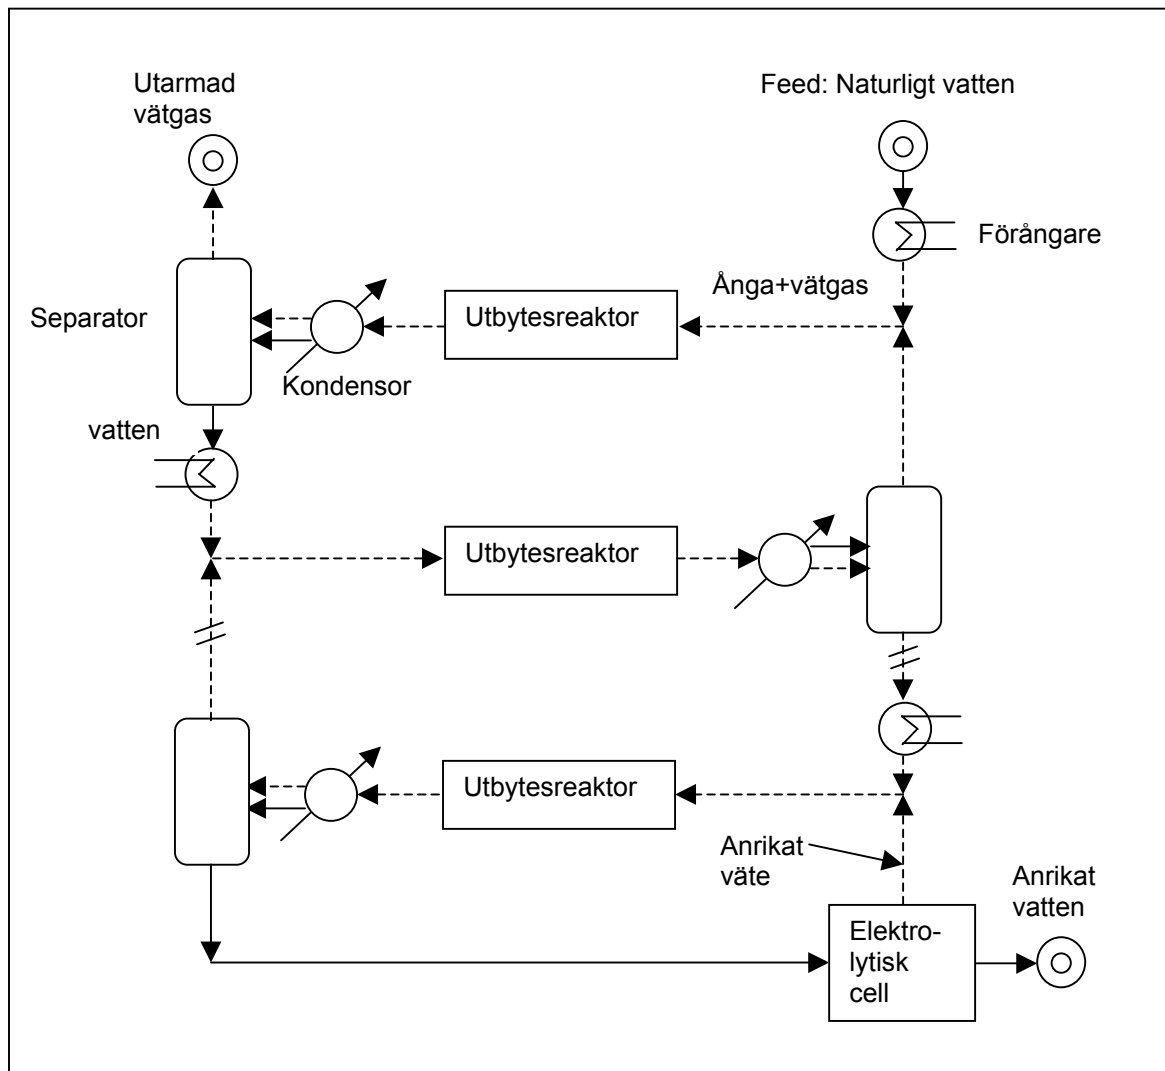 Utarmad
vätgas
Feed: Naturligt vatten
Förångare
Ånga+vätgas
Separator
Utbytesreaktor
Kondensor
vatten
Utbytesreaktor
Utbytesreaktor
Anrikat
väte
Anrikat
vatten
Elektro-
lytisk
cell